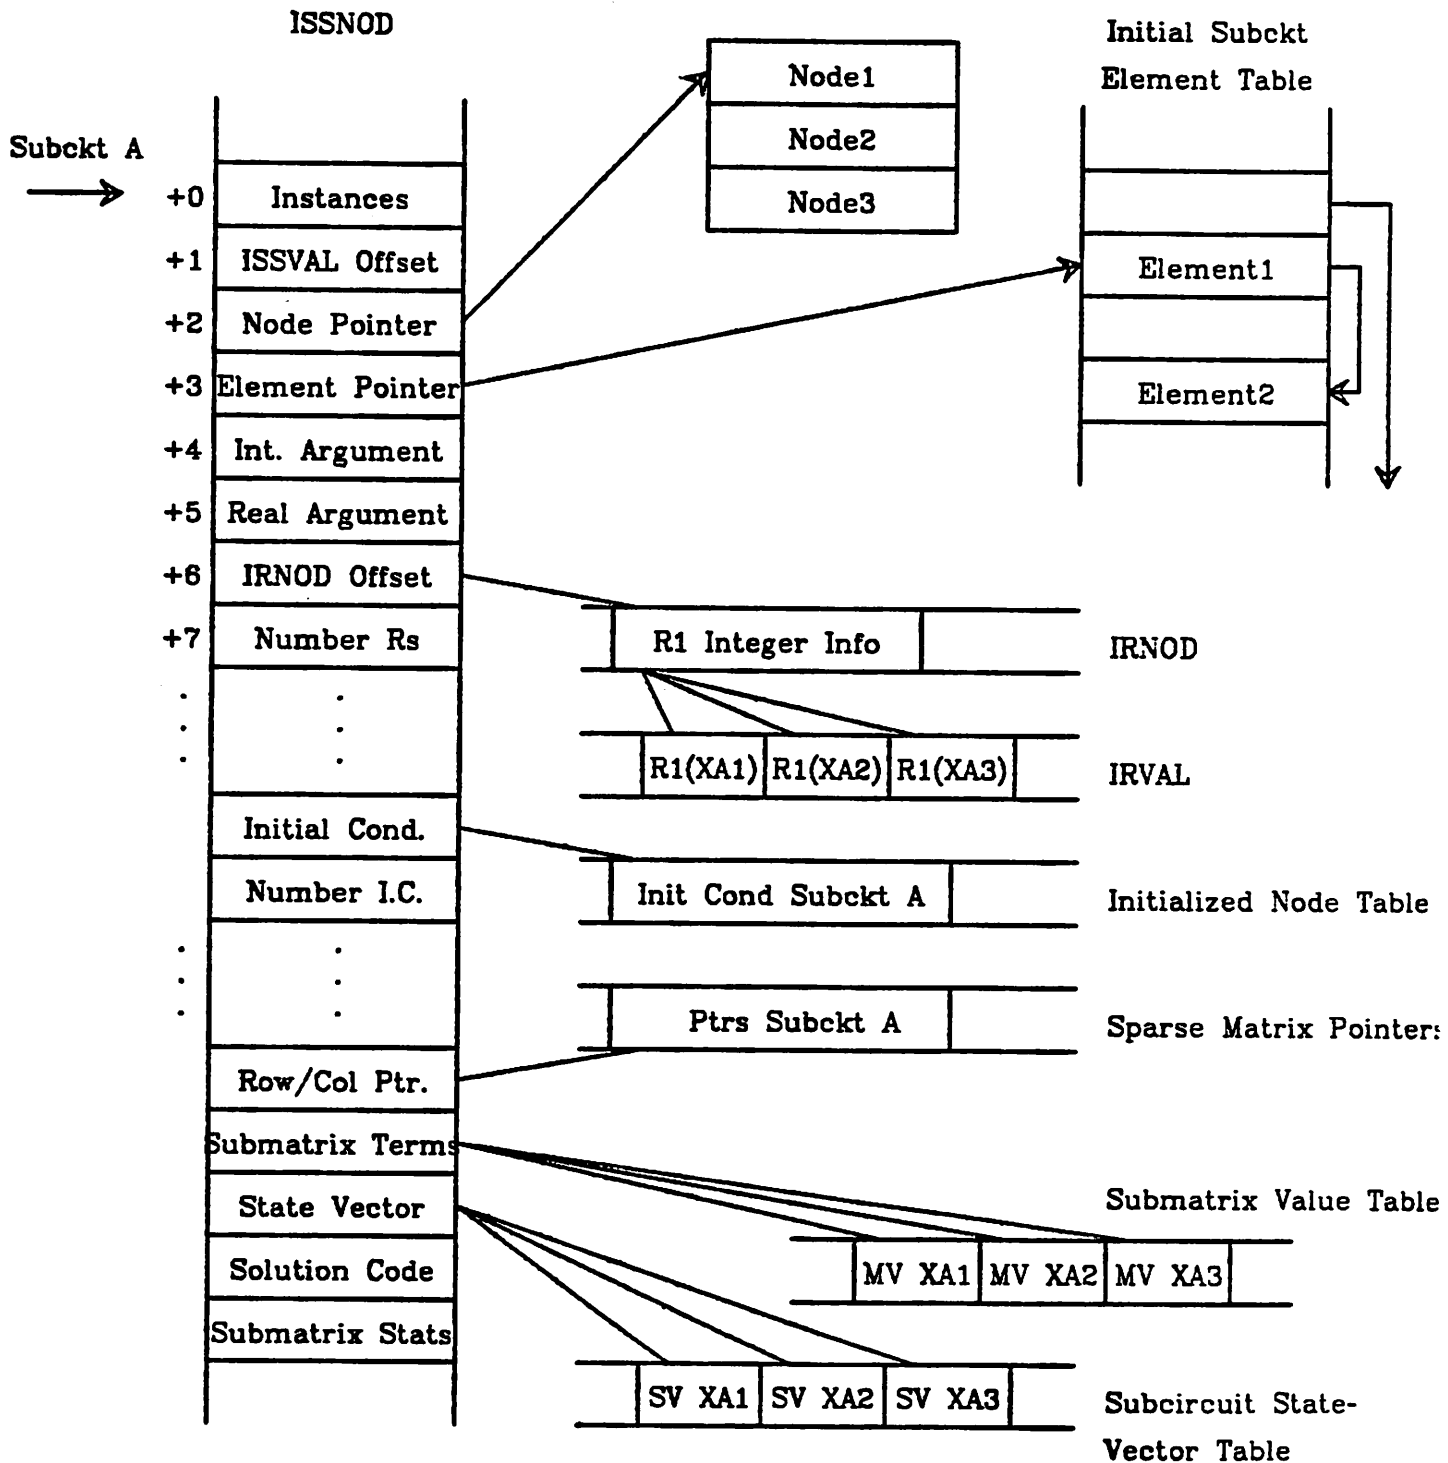 ISSNOD
Initial Subckt
Element Table
Subckt A
Node1
Node2
Node3
+0 Instances
+1 ISSVAL Offset
+2 Node Pointer
+3 Element Pointer
+4 Int. Argument
+5 Real Argument
+6 IRNOD Offset
+7 Number Rs
Element1
Element2
R1 Integer Info
IRNOD
R1(XA1) R1(XA2) R1(XA3)
IRVAL
Initial Cond.
Number I.C.
Init Cond Subckt A
Initialized Node Table
Ptrs Subckt A
Sparse Matrix Pointers
Row/Col Ptr.
Submatrix Terms
State Vector
Solution Code
Submatrix Stats
Submatrix Value Table
MV XA1 MV XA2 MV XA3
SV XA1 SV XA2 SV XA3
Subcircuit State-
Vector Table